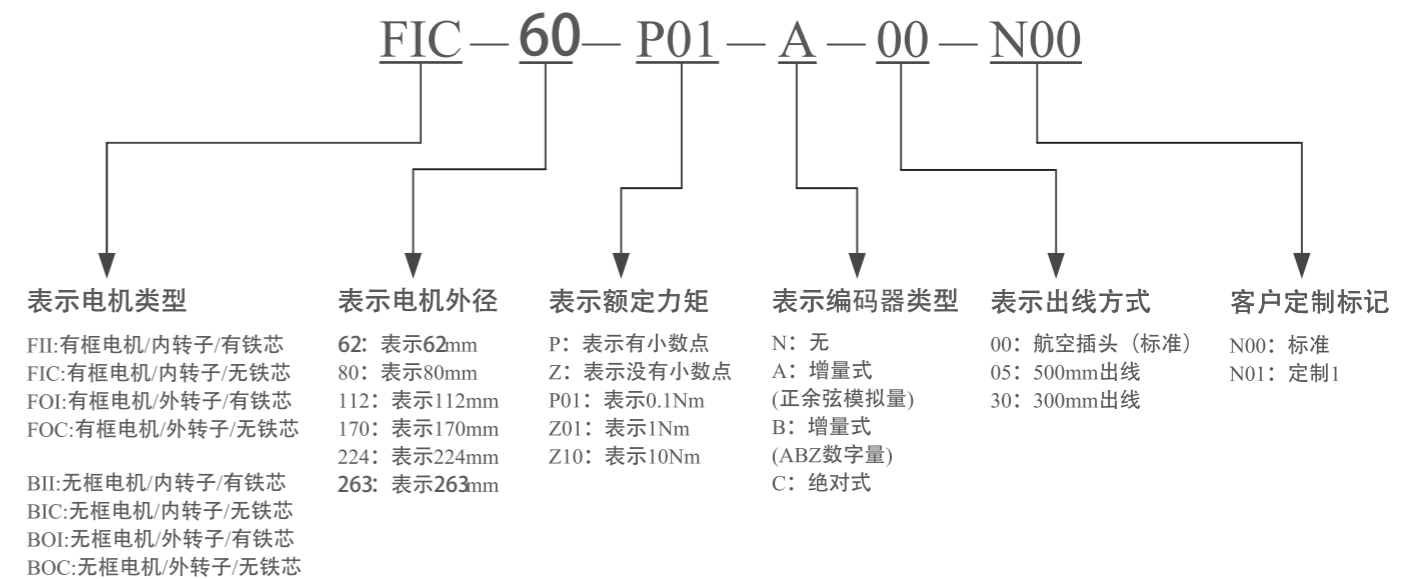 FIC—60—P01—A—00—N00
表示电机类型
FII:有框电机/内转子/有铁芯
FIC:有框电机/内转子/无铁芯
FOI:有框电机/外转子/有铁芯
FOC:有框电机/外转子/无铁芯
BII:无框电机/内转子/有铁芯
BIC:无框电机/内转子/无铁芯
BOI:无框电机/外转子/有铁芯
BOC:无框电机/外转子/无铁芯
表示电机外径
62：表示62mm
80：表示80mm
112：表示112mm
170：表示170mm
224：表示224mm
263：表示263mm
表示额定力矩
P：表示有小数点
Z：表示没有小数点
P01：表示0.1Nm
Z01：表示1Nm
Z10：表示10Nm
表示编码器类型
N：无
A：增量式
(正余弦模拟量)
B：增量式
(ABZ数字量)
C：绝对式
表示出线方式
00：航空插头（标准）
05：500mm出线
30：300mm出线
客户定制标记
N00：标准
N01：定制1